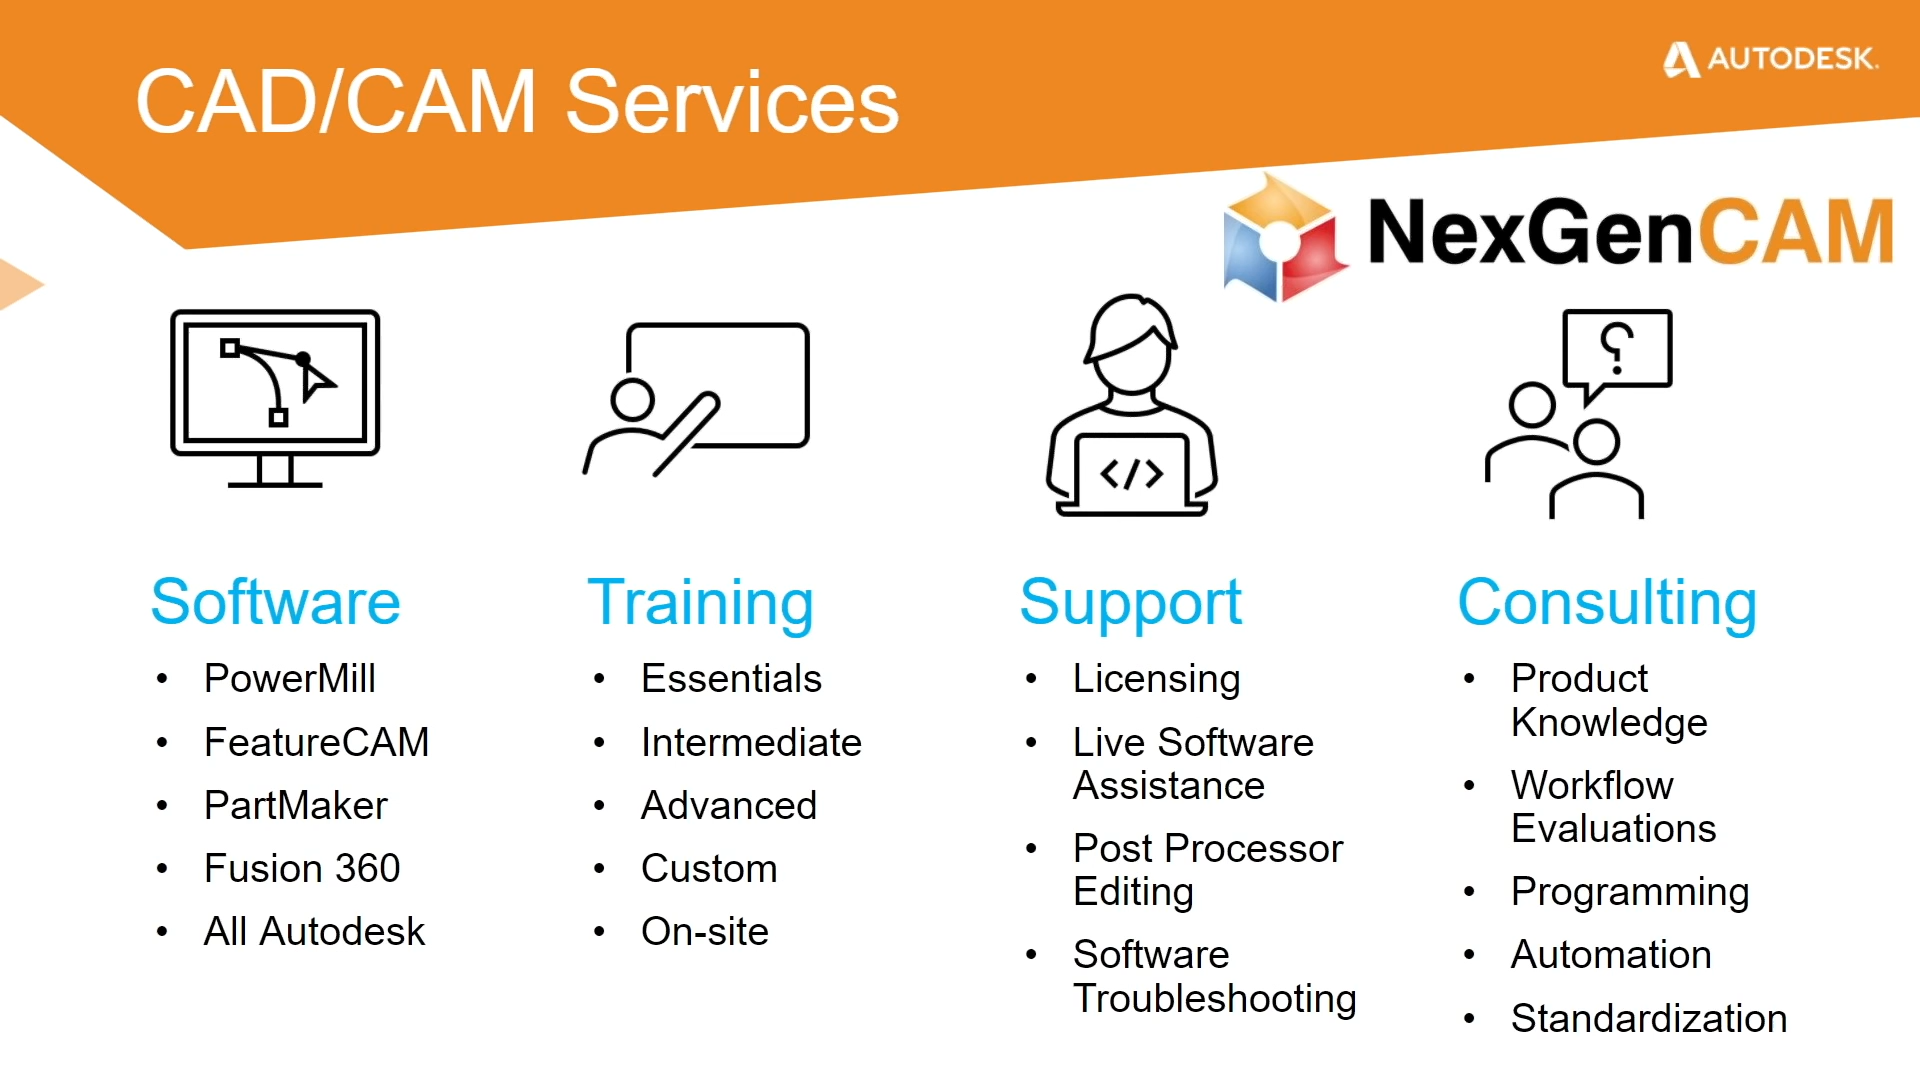 CAD/CAM Services
AUTODESK.
NexGenCAM
?
</>
Software
• PowerMill
• FeatureCAM
• PartMaker
• Fusion 360
• All Autodesk
Training
• Essentials
• Intermediate
• Advanced
• Custom
• On-site
Support
• Licensing
• Live Software
Assistance
• Post Processor
Editing
• Software
Troubleshooting
Consulting
• Product
Knowledge
• Workflow
Evaluations
• Programming
• Automation
• Standardization